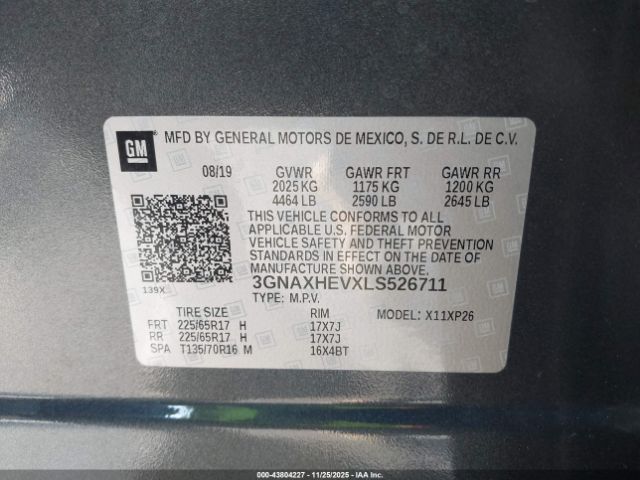 GM
MFD BY GENERAL MOTORS DE MEXICO, S. DE R.L. DE C.V.
08/19 GVWR GAWR FRT GAWR RR
2025 KG 1175 KG 1200 KG
4464 LB 2590 LB 2645 LB
THIS VEHICLE CONFORMS TO ALL
APPLICABLE U.S. FEDERAL MOTOR
VEHICLE SAFETY AND THEFT PREVENTION
STANDARDS IN EFFECT ON THE DATE OF
MANUFACTURE SHOWN ABOVE.
139X 3GNAXHEVXLS526711
TYPE: M.P.V.
TIRE SIZE RIM MODEL: X11XP26
FRT 225/65R17 H 17X7J
RR 225/65R17 H 17X7J
SPA T135/70R16 M 16X4BT
000-43804227 - 11/25/2025 - IAAI.COM